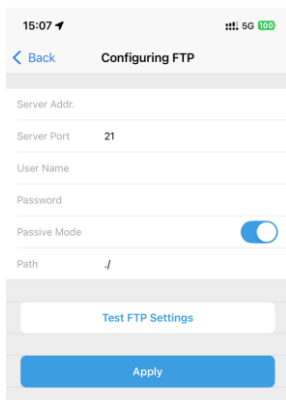 15:07 5G 100
Back Configuring FTP
Server Addr.
Server Port 21
User Name
Password
Passive Mode
Path ./
Test FTP Settings
Apply